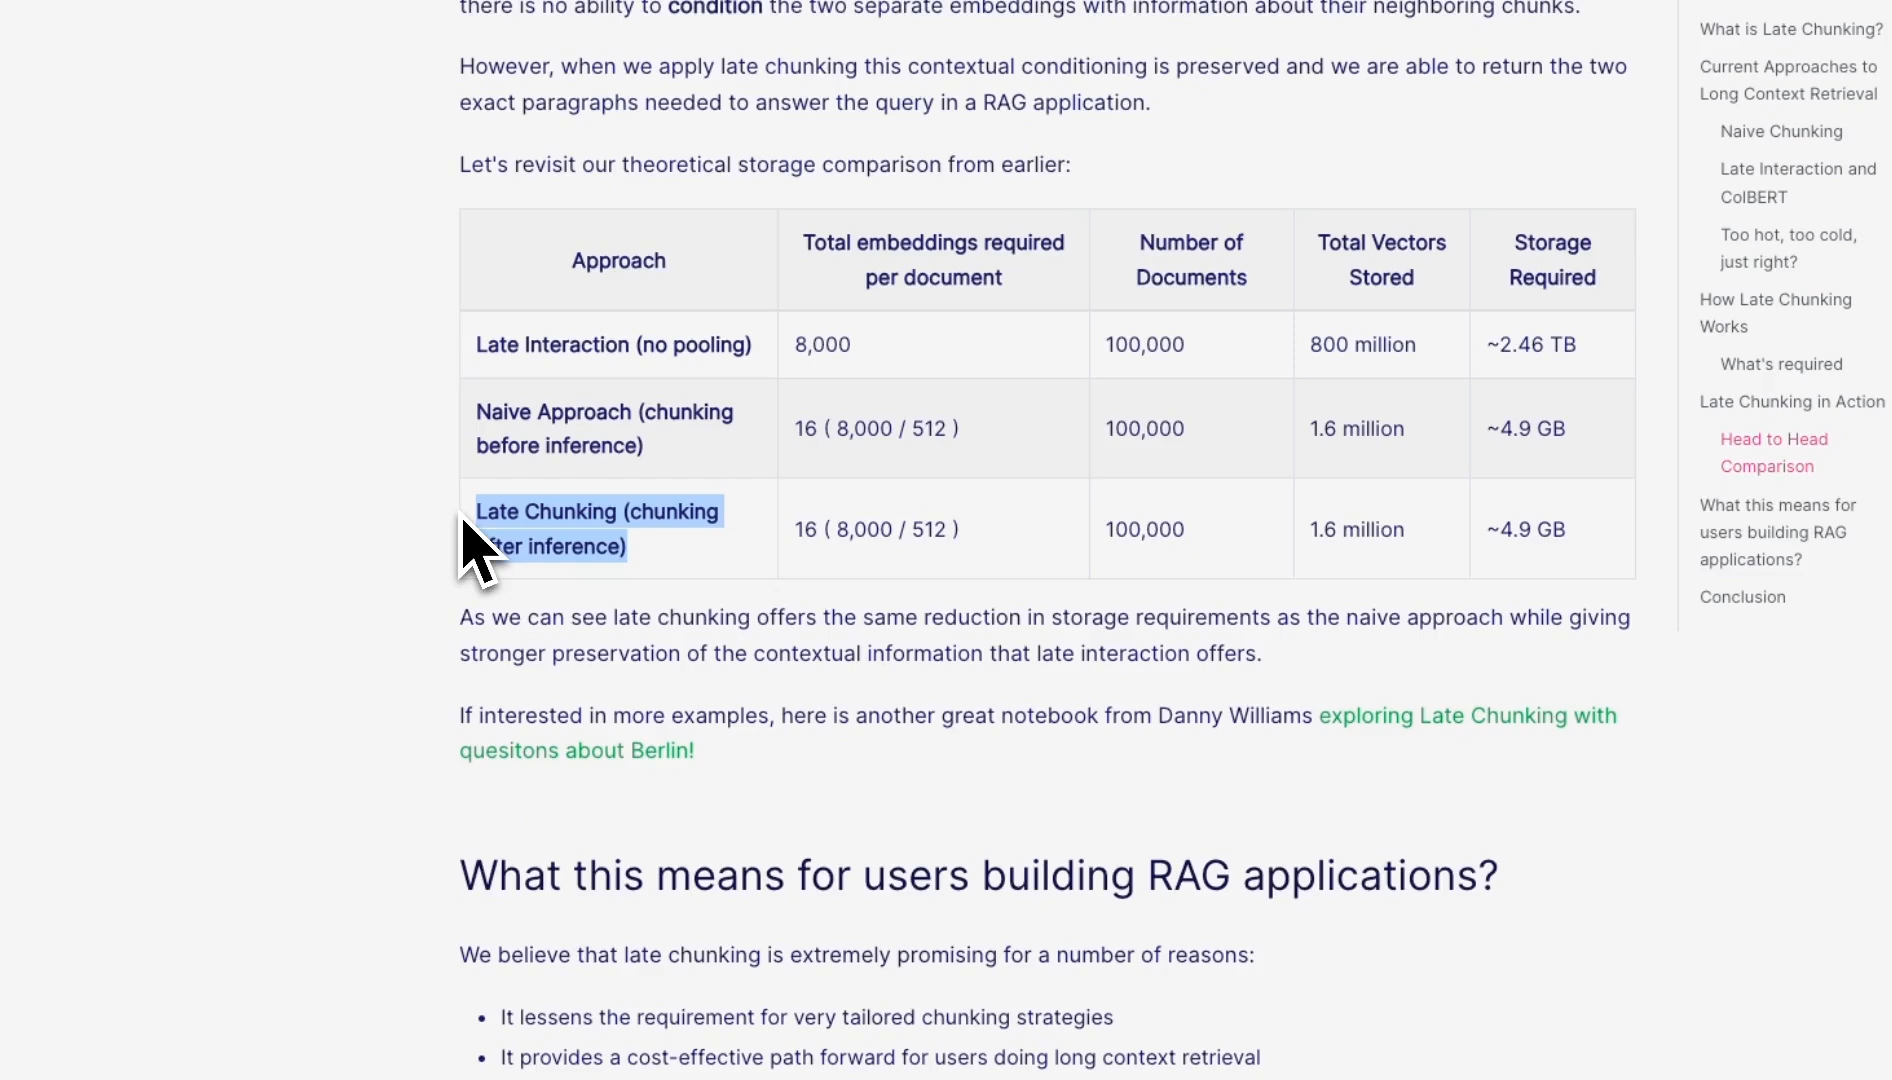 there is no ability to condition the two separate embeddings with information about their neighboring chunks.
However, when we apply late chunking this contextual conditioning is preserved and we are able to return the two
exact paragraphs needed to answer the query in a RAG application.
Let's revisit our theoretical storage comparison from earlier:
Approach
Total embeddings required
per document
Number of
Documents
Total Vectors
Stored
Storage
Required
Late Interaction (no pooling)
8,000
100,000
800 million
~2.46 TB
Naive Approach (chunking
before inference)
16 ( 8,000 / 512 )
100,000
1.6 million
~4.9 GB
Late Chunking (chunking
after inference)
16 ( 8,000 / 512 )
100,000
1.6 million
~4.9 GB
As we can see late chunking offers the same reduction in storage requirements as the naive approach while giving
stronger preservation of the contextual information that late interaction offers.
If interested in more examples, here is another great notebook from Danny Williams exploring Late Chunking with
quesitons about Berlin!
What this means for users building RAG applications?
We believe that late chunking is extremely promising for a number of reasons:
• It lessens the requirement for very tailored chunking strategies
• It provides a cost-effective path forward for users doing long context retrieval
What is Late Chunking?
Current Approaches to
Long Context Retrieval
Naive Chunking
Late Interaction and
ColBERT
Too hot, too cold,
just right?
How Late Chunking
Works
What's required
Late Chunking in Action
Head to Head
Comparison
What this means for
users building RAG
applications?
Conclusion